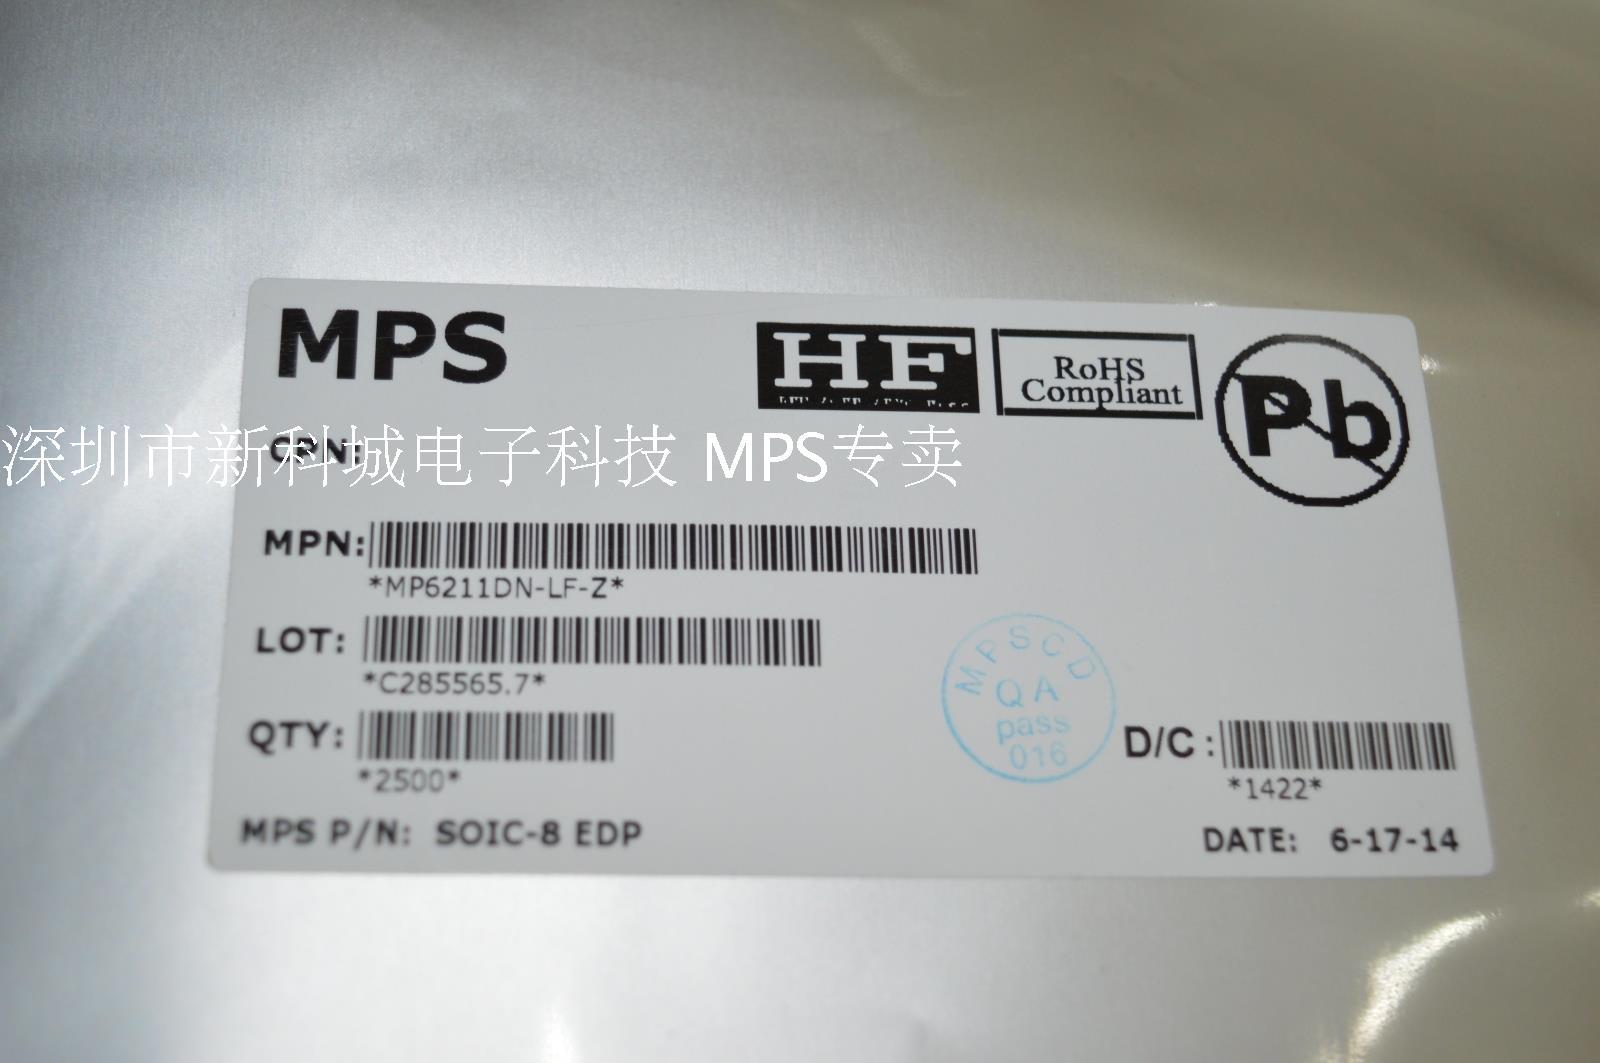 MPS
HF
RoHS
Compliant
Pb
CPN:
深圳市新科城电子科技 MPS专卖
MPN:
*MP6211DN-LF-Z*
LOT:
*C285565.7*
QTY:
*2500*
MPSCD
QA
pass
016
D/C:
*1422*
MPS P/N: SOIC-8 EDP
DATE: 6-17-14